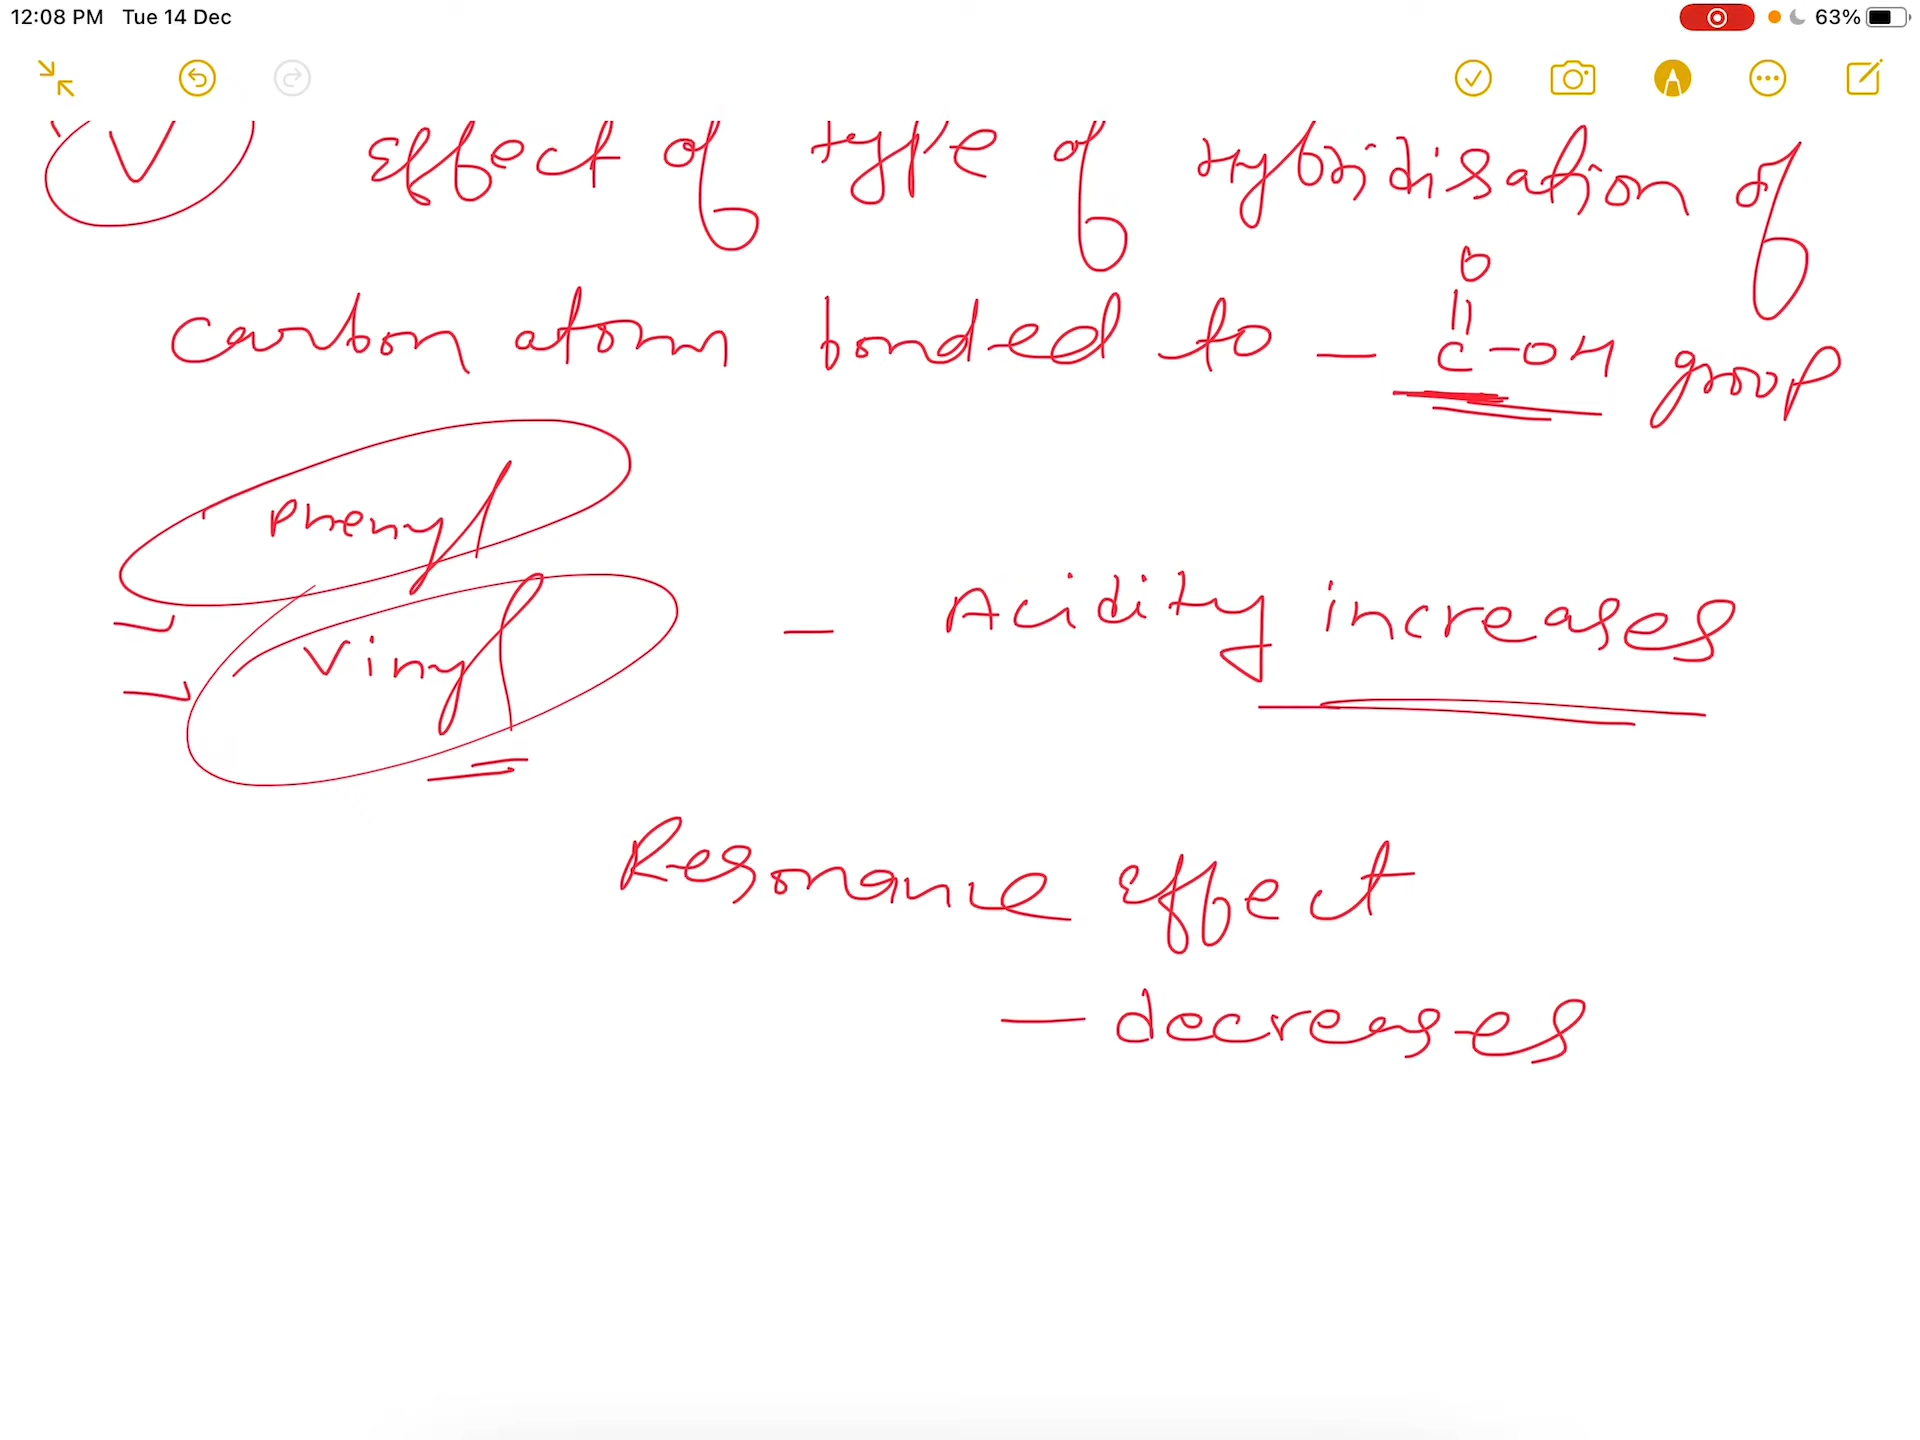 12:08 PM Tue 14 Dec 63%
V effect of type of Hybridisation of
O
carbon atom bonded to — C-OH group
Phenyl
Vinyl — Acidity increases
Resonance effect
— decreases